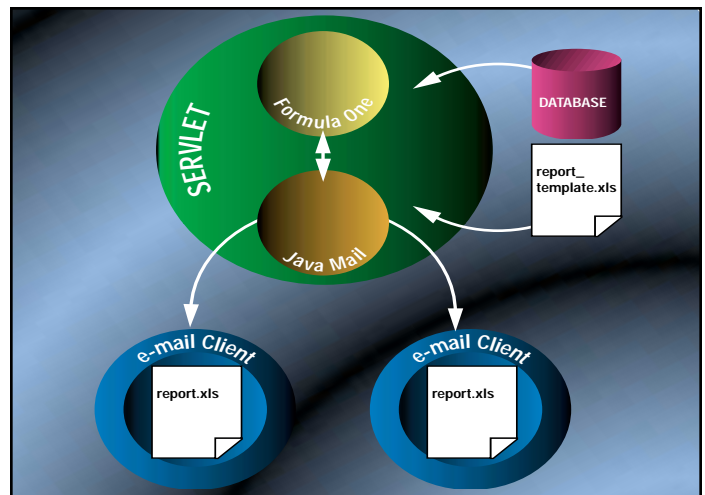 Formula One
SERVLET
Java Mail
DATABASE
report_
template.xls
e-mail Client
report.xls
e-mail Client
report.xls